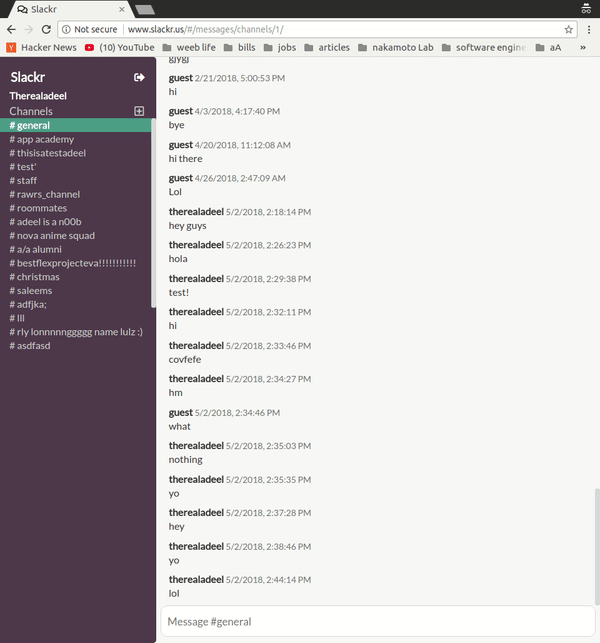 Slackr
Not secure | www.slackr.us/#/messages/channels/1/
Hacker News (10) YouTube weeb life bills jobs articles nakamoto Lab software engine aA »
Slackr
Therealadeel
Channels
# general
# app academy
# thisisatestadeel
# test'
# staff
# rawrs_channel
# roommates
# adeel is a n00b
# nova anime squad
# a/a alumni
# bestflexprojecteva!!!!!!!!!!!
# christmas
# saleems
# adfjka;
# lll
# rly lonnnnnggggg name lulz :)
# asdfasd
guest 2/21/2018, 5:00:53 PM
hi
guest 4/3/2018, 4:17:40 PM
bye
guest 4/20/2018, 11:12:08 AM
hi there
guest 4/26/2018, 2:47:09 AM
Lol
therealadeel 5/2/2018, 2:18:14 PM
hey guys
therealadeel 5/2/2018, 2:26:23 PM
hola
therealadeel 5/2/2018, 2:29:38 PM
test!
therealadeel 5/2/2018, 2:32:11 PM
hi
therealadeel 5/2/2018, 2:33:46 PM
covfefe
therealadeel 5/2/2018, 2:34:27 PM
hm
guest 5/2/2018, 2:34:46 PM
what
therealadeel 5/2/2018, 2:35:03 PM
nothing
therealadeel 5/2/2018, 2:35:35 PM
yo
therealadeel 5/2/2018, 2:37:28 PM
hey
therealadeel 5/2/2018, 2:38:46 PM
yo
therealadeel 5/2/2018, 2:44:14 PM
lol
Message #general